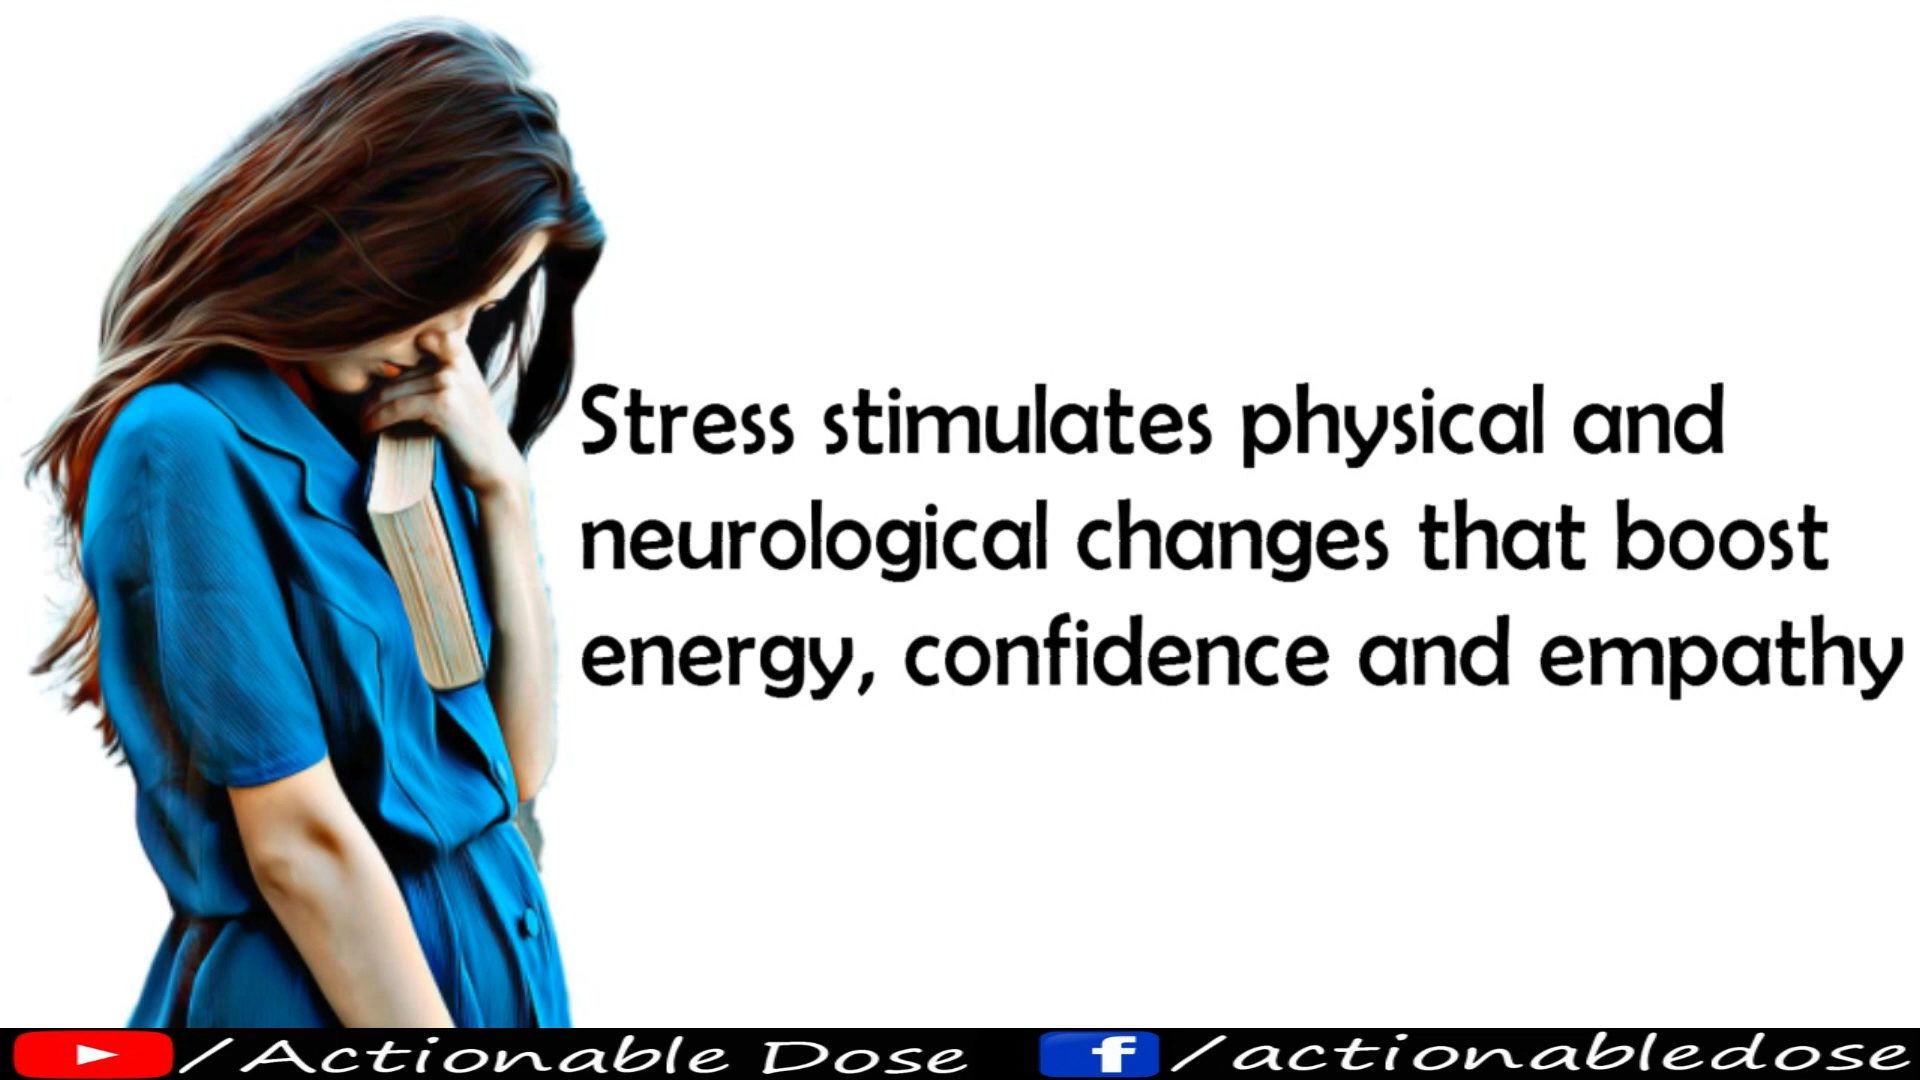 Stress stimulates physical and
neurological changes that boost
energy, confidence and empathy
/Actionable Dose f/actionabledose